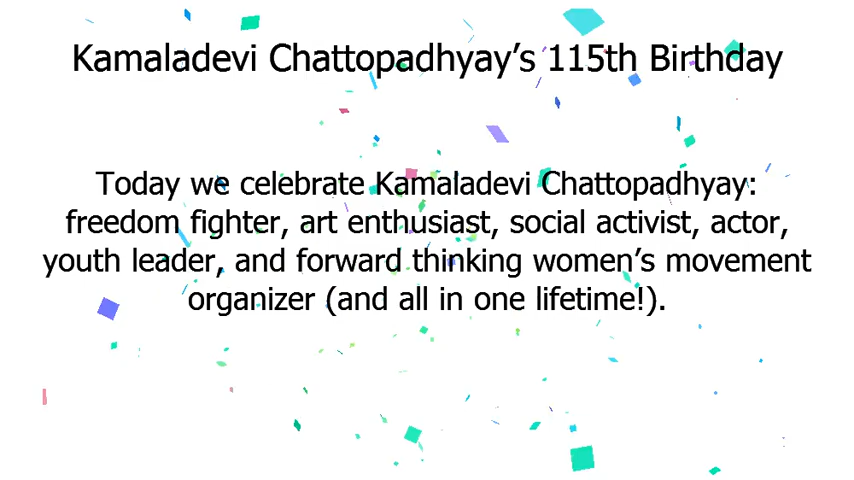 Kamaladevi Chattopadhyay’s 115th Birthday
Today we celebrate Kamaladevi Chattopadhyay:
freedom fighter, art enthusiast, social activist, actor,
youth leader, and forward thinking women’s movement
organizer (and all in one lifetime!).